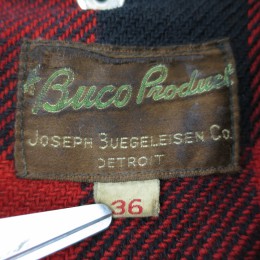 A Buco Product
JOSEPH BUEGELEISEN CO.
DETROIT
36